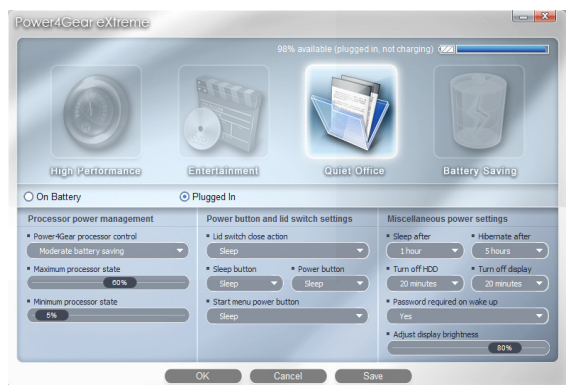 Power4Gear eXtreme
98% available (plugged in, not charging)
High Performance
Entertainment
Quiet Office
Battery Saving
On Battery
Plugged In
Processor power management
Power4Gear processor control
Moderate battery saving
Maximum processor state
60%
Minimum processor state
5%
Power button and lid switch settings
Lid switch close action
Sleep
Sleep button
Power button
Sleep
Sleep
Start menu power button
Sleep
Miscellaneous power settings
Sleep after
Hibernate after
1 hour
5 hours
Turn off HDD
Turn off display
20 minutes
20 minutes
Password required on wake up
Yes
Adjust display brightness
80%
OK
Cancel
Save